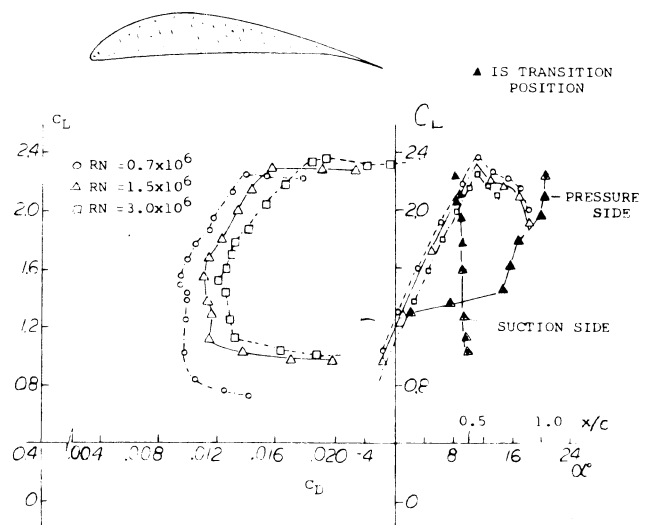 ▲ IS TRANSITION
POSITION
C_L
C_L
2.4
2.0
1.6
1.2
0.8
0.4
0
○ RN = 0.7x10^6
△ RN = 1.5x10^6
□ RN = 3.0x10^6
2.4
2.0
1.6
1.2
0.8
0
PRESSURE
SIDE
SUCTION SIDE
0.5 1.0 x/c
.004 .008 .012 .016 .020 -4 8 16 24
C_D
α